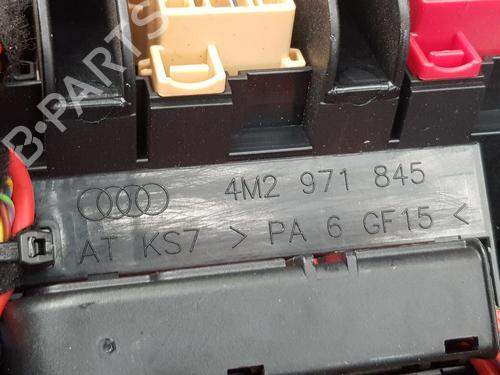 B-PARTS
4M2 971 845
AT KS7 > PA 6 GF15 <